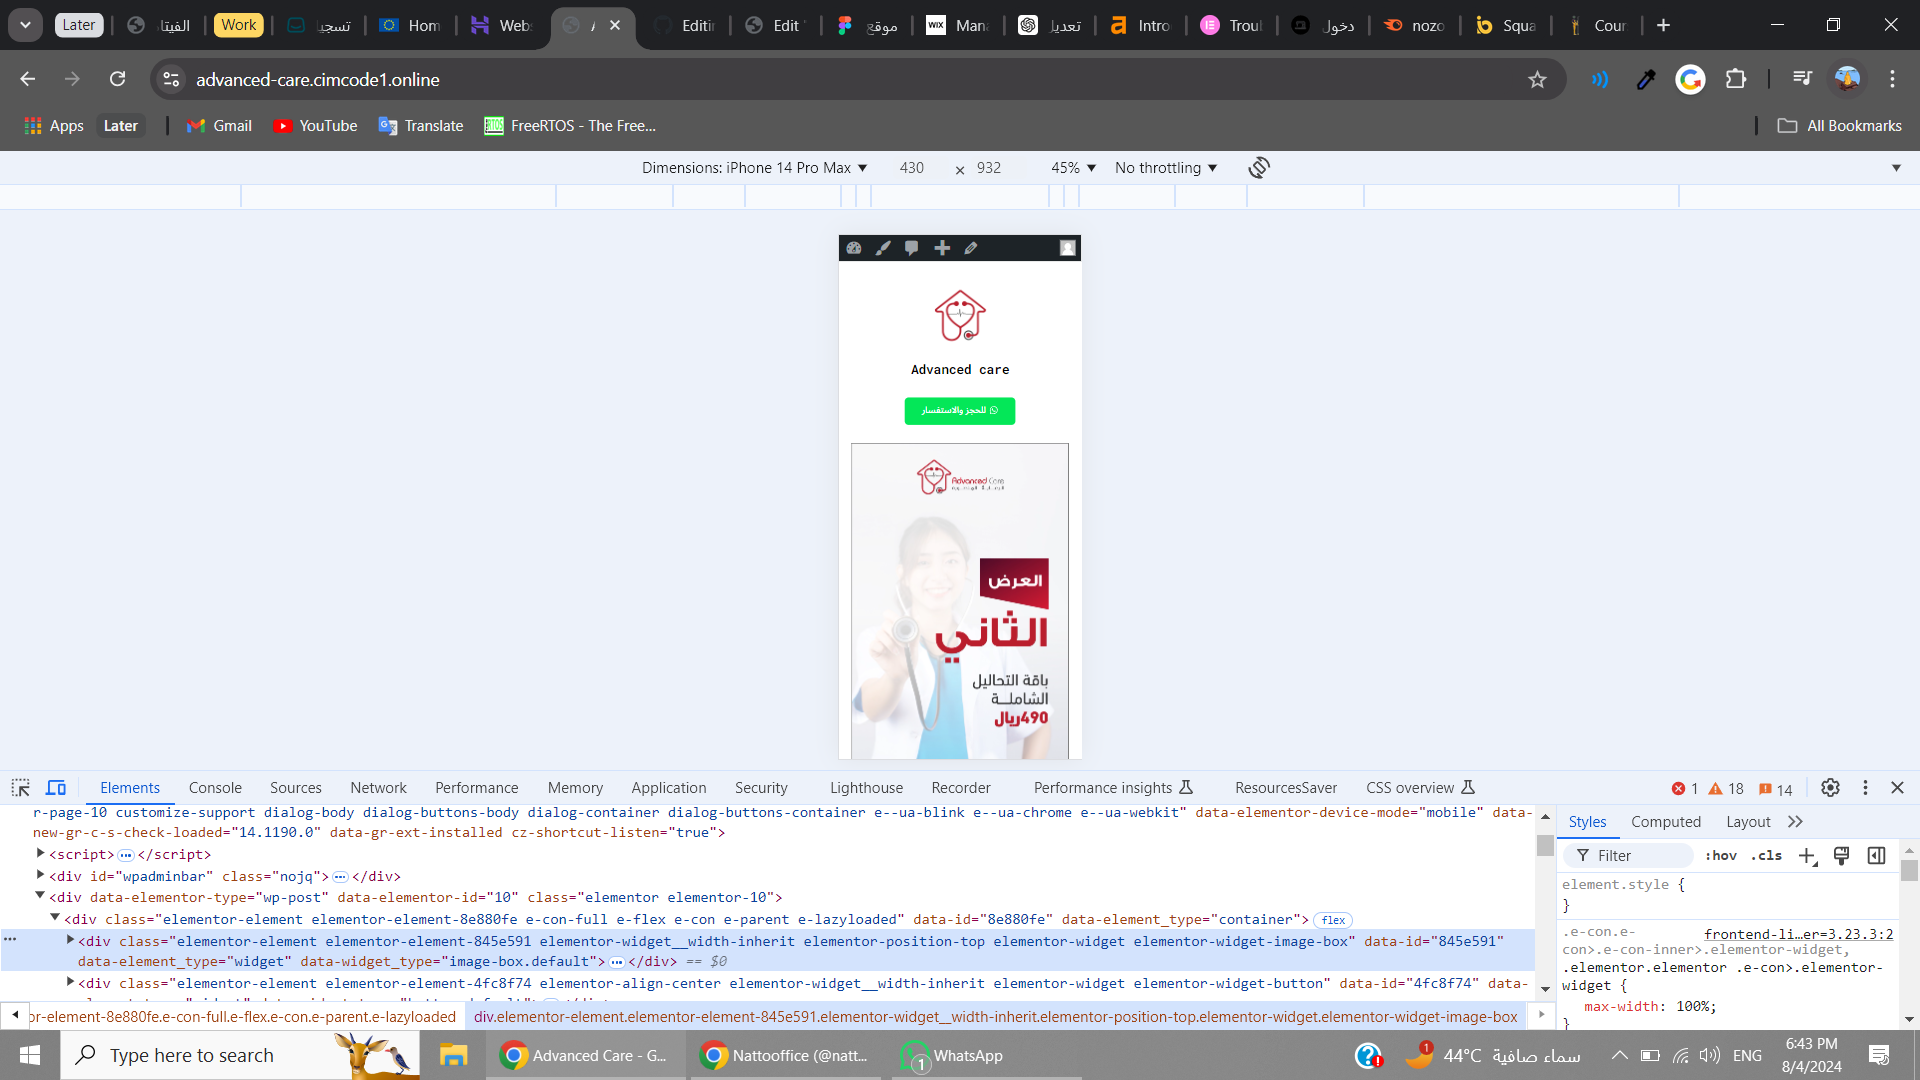 Later
الفيتا
Work
تسجيل
Hom
Webs
A
Editin
Edit
موقع
WIX
Mana
تعديل
Intro
Trou
دخول
nozo
Squa
Cour
advanced-care.cimcode1.online
Apps
Later
Gmail
YouTube
Translate
FreeRTOS - The Free...
All Bookmarks
Dimensions: iPhone 14 Pro Max
430
×
932
45%
No throttling
Advanced care
للحجز والاستفسار
Advanced Care
العرض
الثاني
باقة التحاليل
الشاملـــة
490ريال
Elements
Console
Sources
Network
Performance
Memory
Application
Security
Lighthouse
Recorder
Performance insights
ResourcesSaver
CSS overview
1
18
14
r-page-10 customize-support dialog-body dialog-buttons-body dialog-container dialog-buttons-container e--ua-blink e--ua-chrome e--ua-webkit" data-elementor-device-mode="mobile" data-
new-gr-c-s-check-loaded="14.1190.0" data-gr-ext-installed cz-shortcut-listen="true">
<script>…</script>
<div id="wpadminbar" class="nojq">…</div>
<div data-elementor-type="wp-post" data-elementor-id="10" class="elementor elementor-10">
<div class="elementor-element elementor-element-8e880fe e-con-full e-flex e-con e-parent e-lazyloaded" data-id="8e880fe" data-element_type="container"> flex
<div class="elementor-element elementor-element-845e591 elementor-widget__width-inherit elementor-position-top elementor-widget elementor-widget-image-box" data-id="845e591"
data-element_type="widget" data-widget_type="image-box.default">…</div> == $0
<div class="elementor-element elementor-element-4fc8f74 elementor-align-center elementor-widget__width-inherit elementor-widget elementor-widget-button" data-id="4fc8f74" data-
or-element-8e880fe.e-con-full.e-flex.e-con.e-parent.e-lazyloaded
div.elementor-element.elementor-element-845e591.elementor-widget__width-inherit.elementor-position-top.elementor-widget.elementor-widget-image-box
Styles
Computed
Layout
Filter
:hov
.cls
element.style {
}
.e-con.e-
frontend-li…er=3.23.3:2
con>.e-con-inner>.elementor-widget,
.elementor.elementor .e-con>.elementor-
widget {
max-width: 100%;
}
Type here to search
Advanced Care - G...
Nattooffice (@natt...
1
WhatsApp
1
44°C سماء صافية
ENG
6:43 PM
8/4/2024